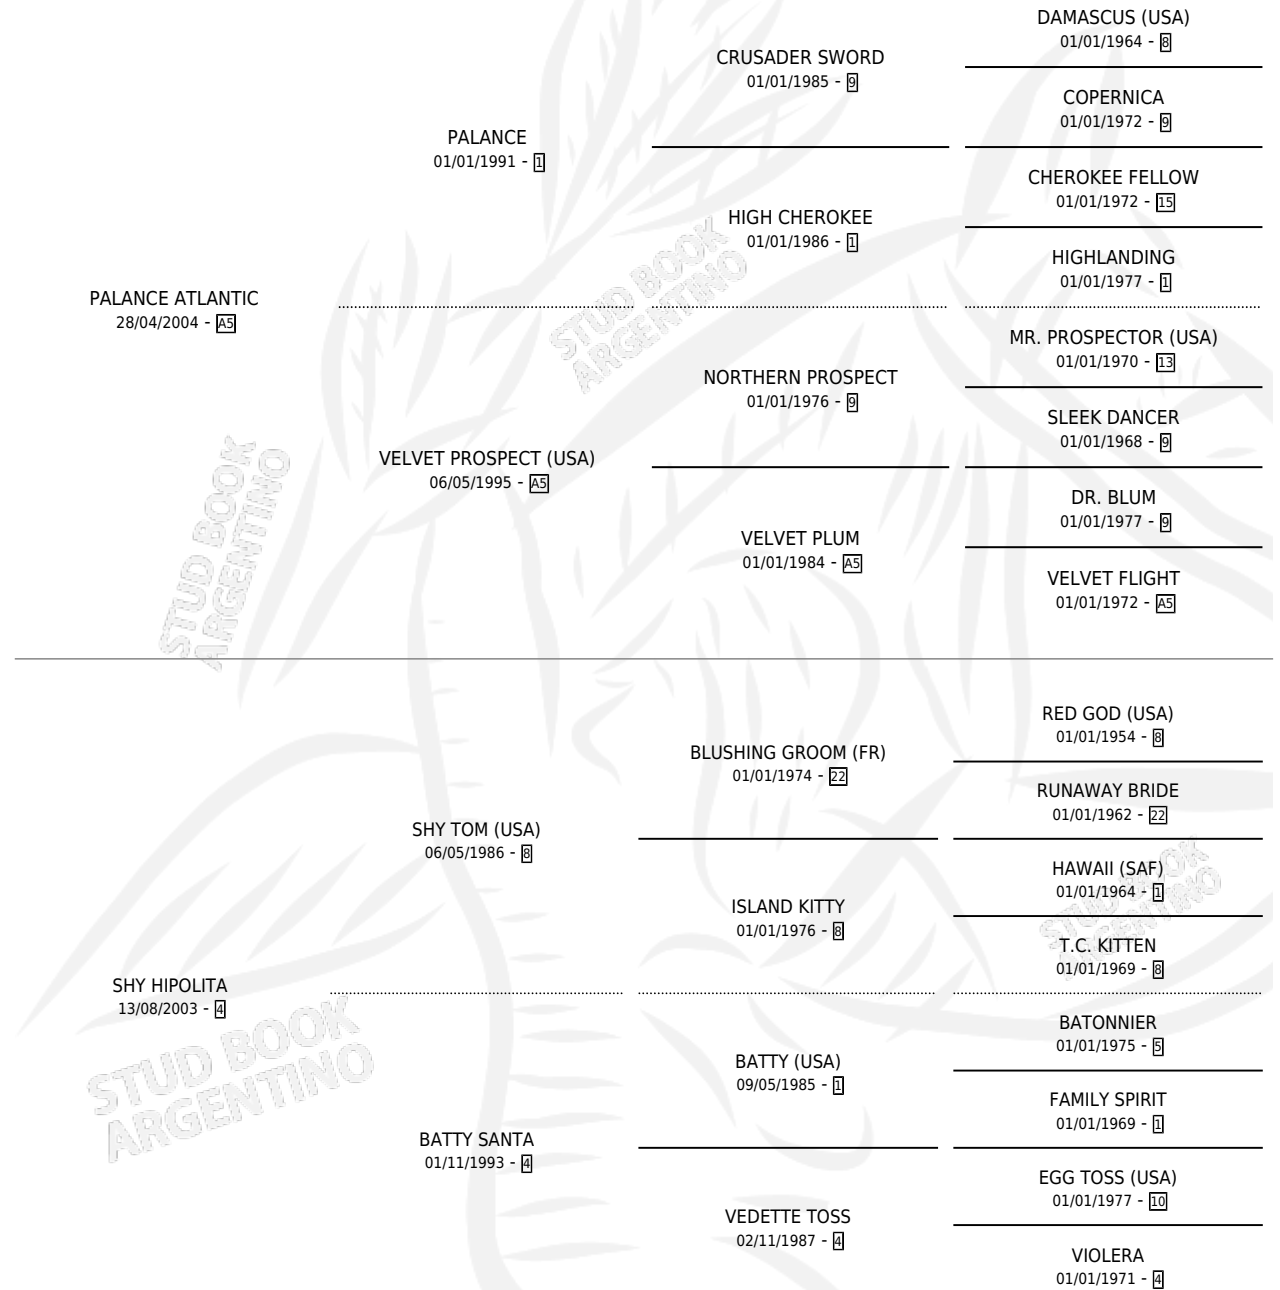 DAMASCUS (USA)
01/01/1964 - 8
CRUSADER SWORD
01/01/1985 - 9
COPERNICA
01/01/1972 - 9
PALANCE
01/01/1991 - 1
CHEROKEE FELLOW
01/01/1972 - 15
HIGH CHEROKEE
01/01/1986 - 1
HIGHLANDING
01/01/1977 - 1
PALANCE ATLANTIC
28/04/2004 - A5
MR. PROSPECTOR (USA)
01/01/1970 - 13
NORTHERN PROSPECT
01/01/1976 - 9
SLEEK DANCER
01/01/1968 - 9
VELVET PROSPECT (USA)
06/05/1995 - A5
DR. BLUM
01/01/1977 - 9
VELVET PLUM
01/01/1984 - A5
VELVET FLIGHT
01/01/1972 - A5
RED GOD (USA)
01/01/1954 - 8
BLUSHING GROOM (FR)
01/01/1974 - 22
RUNAWAY BRIDE
01/01/1962 - 22
SHY TOM (USA)
06/05/1986 - 8
HAWAII (SAF)
01/01/1964 - 1
ISLAND KITTY
01/01/1976 - 8
T.C. KITTEN
01/01/1969 - 8
SHY HIPOLITA
13/08/2003 - 4
BATONNIER
01/01/1975 - 5
BATTY (USA)
09/05/1985 - 1
FAMILY SPIRIT
01/01/1969 - 1
BATTY SANTA
01/11/1993 - 4
EGG TOSS (USA)
01/01/1977 - 10
VEDETTE TOSS
02/11/1987 - 4
VIOLERA
01/01/1971 - 4
STUD BOOK
ARGENTINO
STUD BOOK
ARGENTINO
STUD BOOK
ARGENTINO
STUD BOOK
ARGENTINO